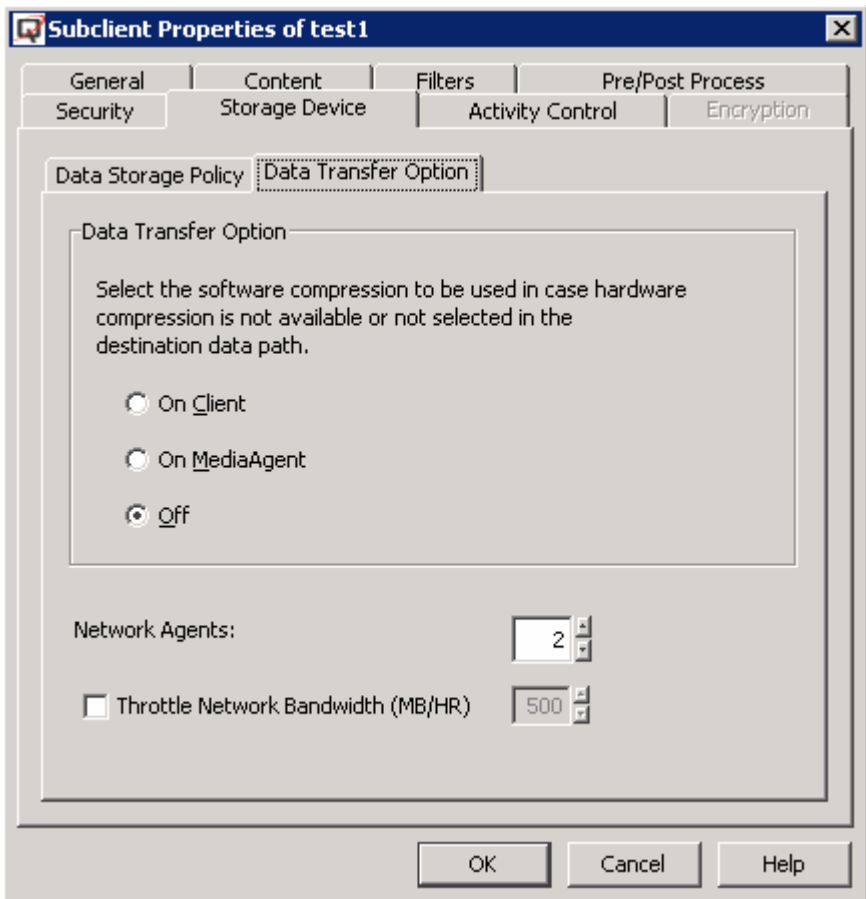 Subclient Properties of test1
General Content Filters Pre/Post Process
Security Storage Device Activity Control Encryption
Data Storage Policy Data Transfer Option
Data Transfer Option
Select the software compression to be used in case hardware
compression is not available or not selected in the
destination data path.
On Client
On MediaAgent
Off
Network Agents: 2
Throttle Network Bandwidth (MB/HR) 500
OK Cancel Help